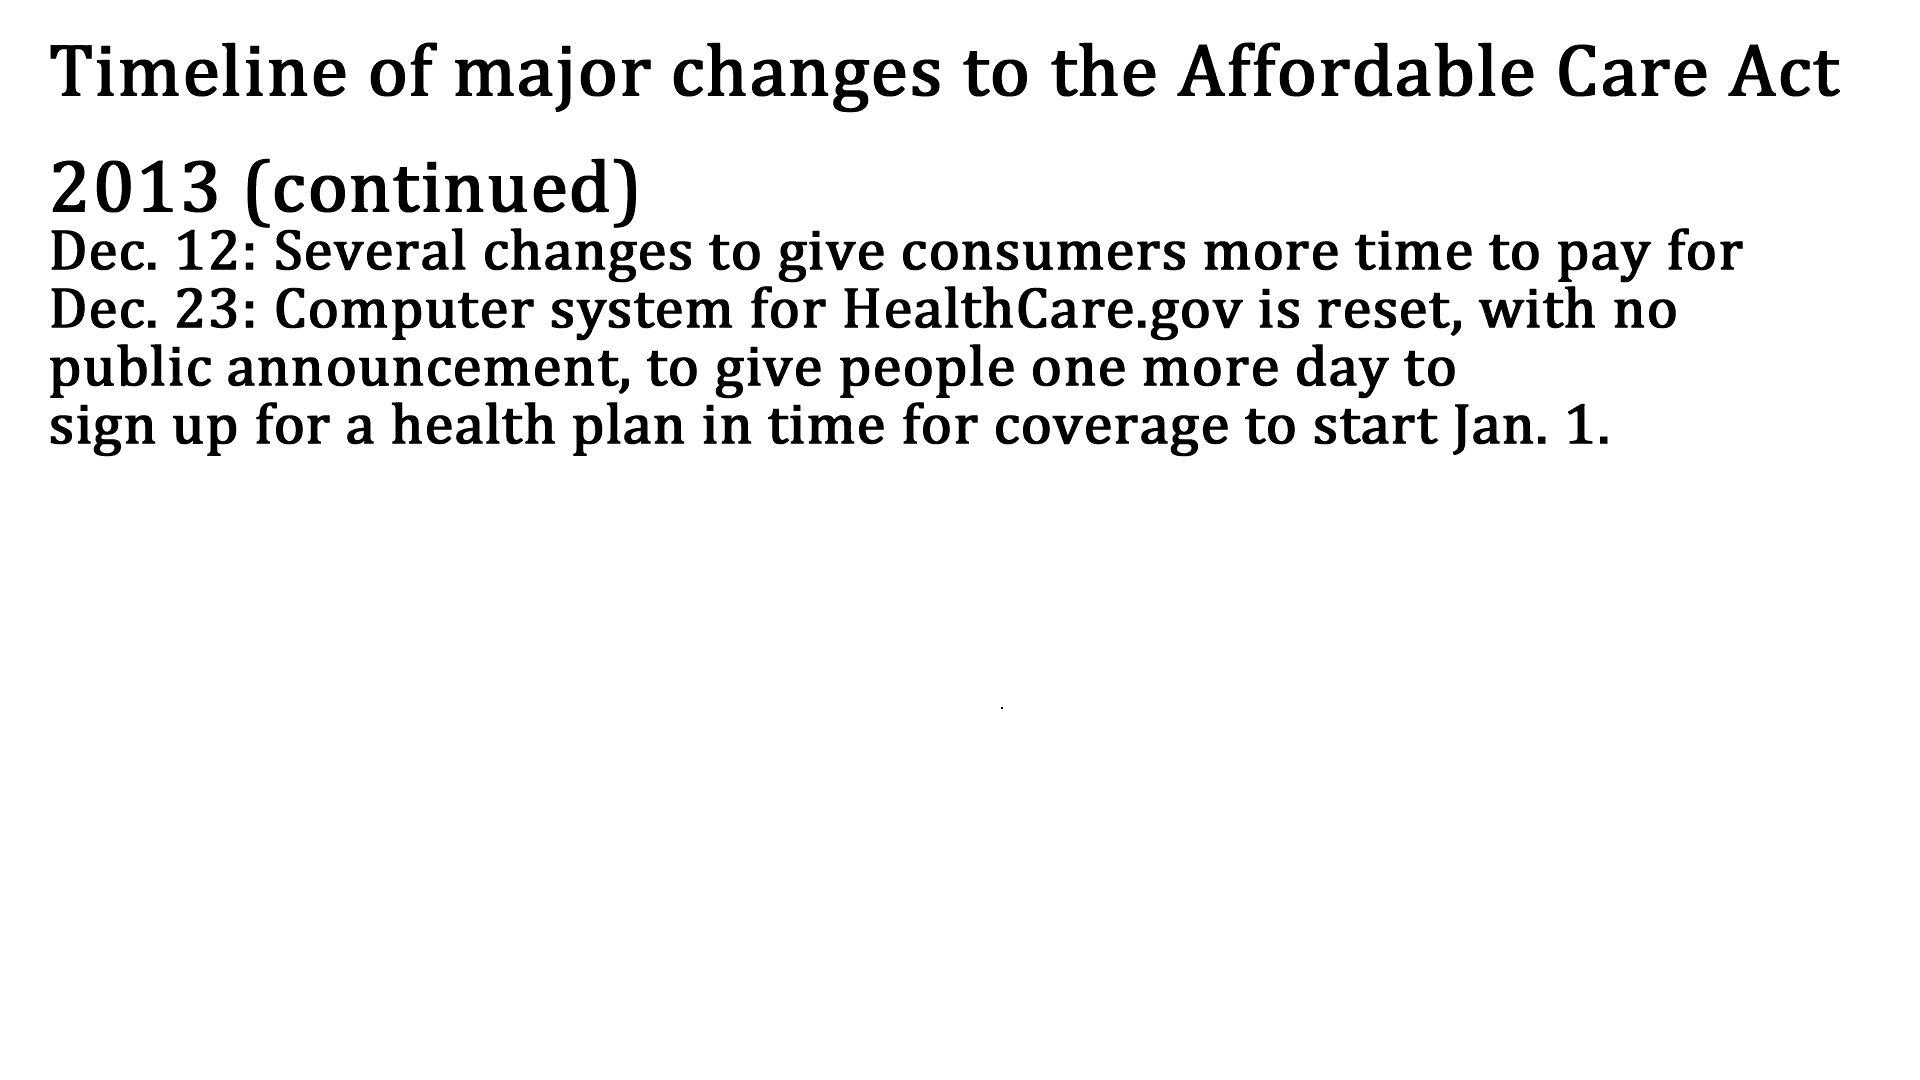 Timeline of major changes to the Affordable Care Act
2013 (continued)
Dec. 12: Several changes to give consumers more time to pay for
Dec. 23: Computer system for HealthCare.gov is reset, with no
public announcement, to give people one more day to
sign up for a health plan in time for coverage to start Jan. 1.